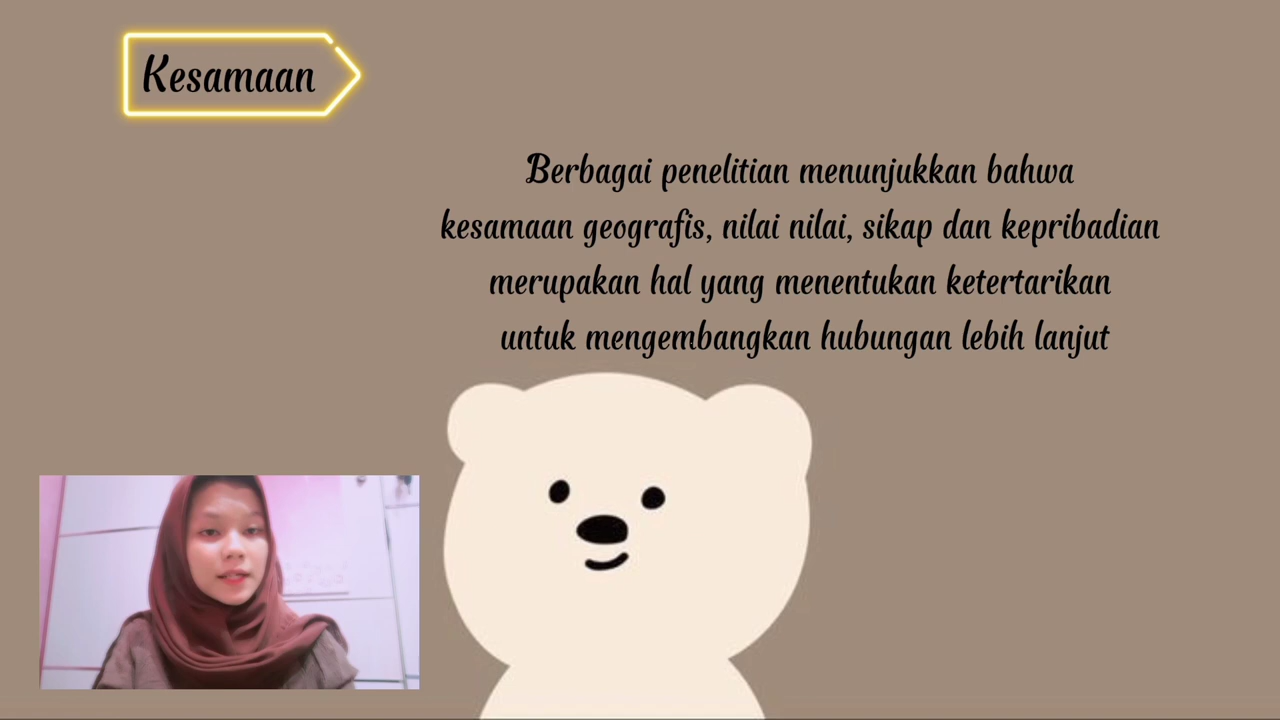 Kesamaan
Berbagai penelitian menunjukkan bahwa
kesamaan geografis, nilai nilai, sikap dan kepribadian
merupakan hal yang menentukan ketertarikan
untuk mengembangkan hubungan lebih lanjut